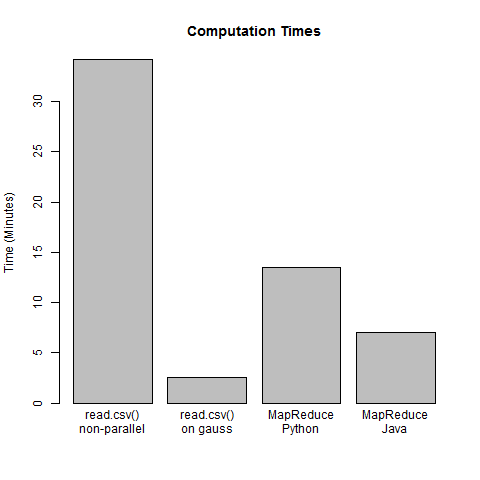 Computation Times
Time (Minutes)
30
25
20
15
10
5
0
read.csv()
non-parallel
read.csv()
on gauss
MapReduce
Python
MapReduce
Java